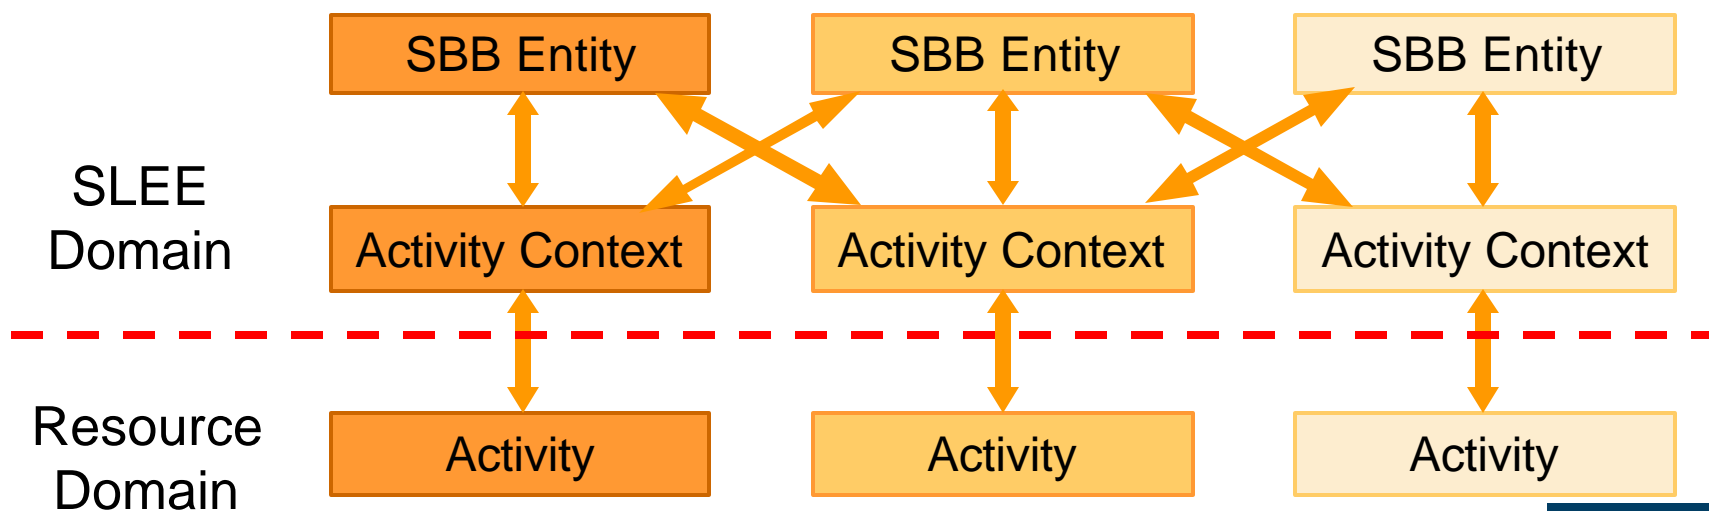 SBB Entity
SBB Entity
SBB Entity
SLEE
Domain
Activity Context
Activity Context
Activity Context
Resource
Domain
Activity
Activity
Activity